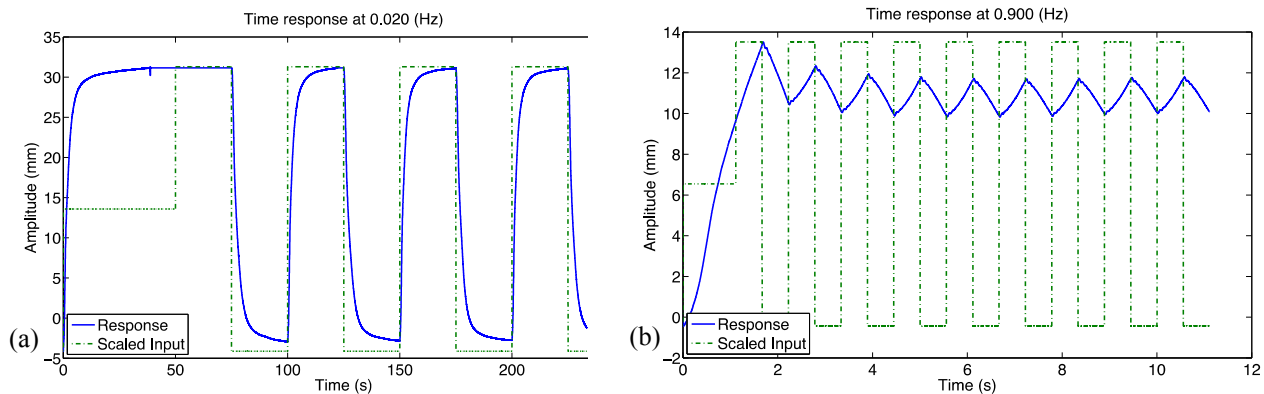 Time response at 0.020 (Hz)
35
30
25
20
15
10
5
0
−5
Amplitude (mm)
0 50 100 150 200
Time (s)
Response
Scaled Input
(a)
Time response at 0.900 (Hz)
14
12
10
8
6
4
2
0
−2
Amplitude (mm)
0 2 4 6 8 10 12
Time (s)
Response
Scaled Input
(b)